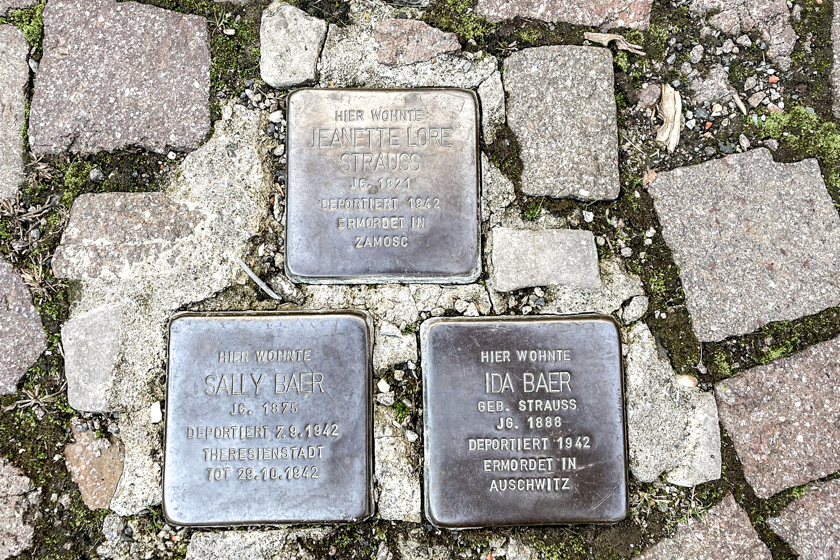 HIER WOHNTE
JEANETTE LORE
STRAUSS
JG. 1921
DEPORTIERT 1942
ERMORDET IN
ZAMOSC
HIER WOHNTE
SALLY BAER
JG. 1875
DEPORTIERT 7.9.1942
THERESIENSTADT
TOT 29.10.1942
HIER WOHNTE
IDA BAER
GEB. STRAUSS
JG. 1888
DEPORTIERT 1942
ERMORDET IN
AUSCHWITZ